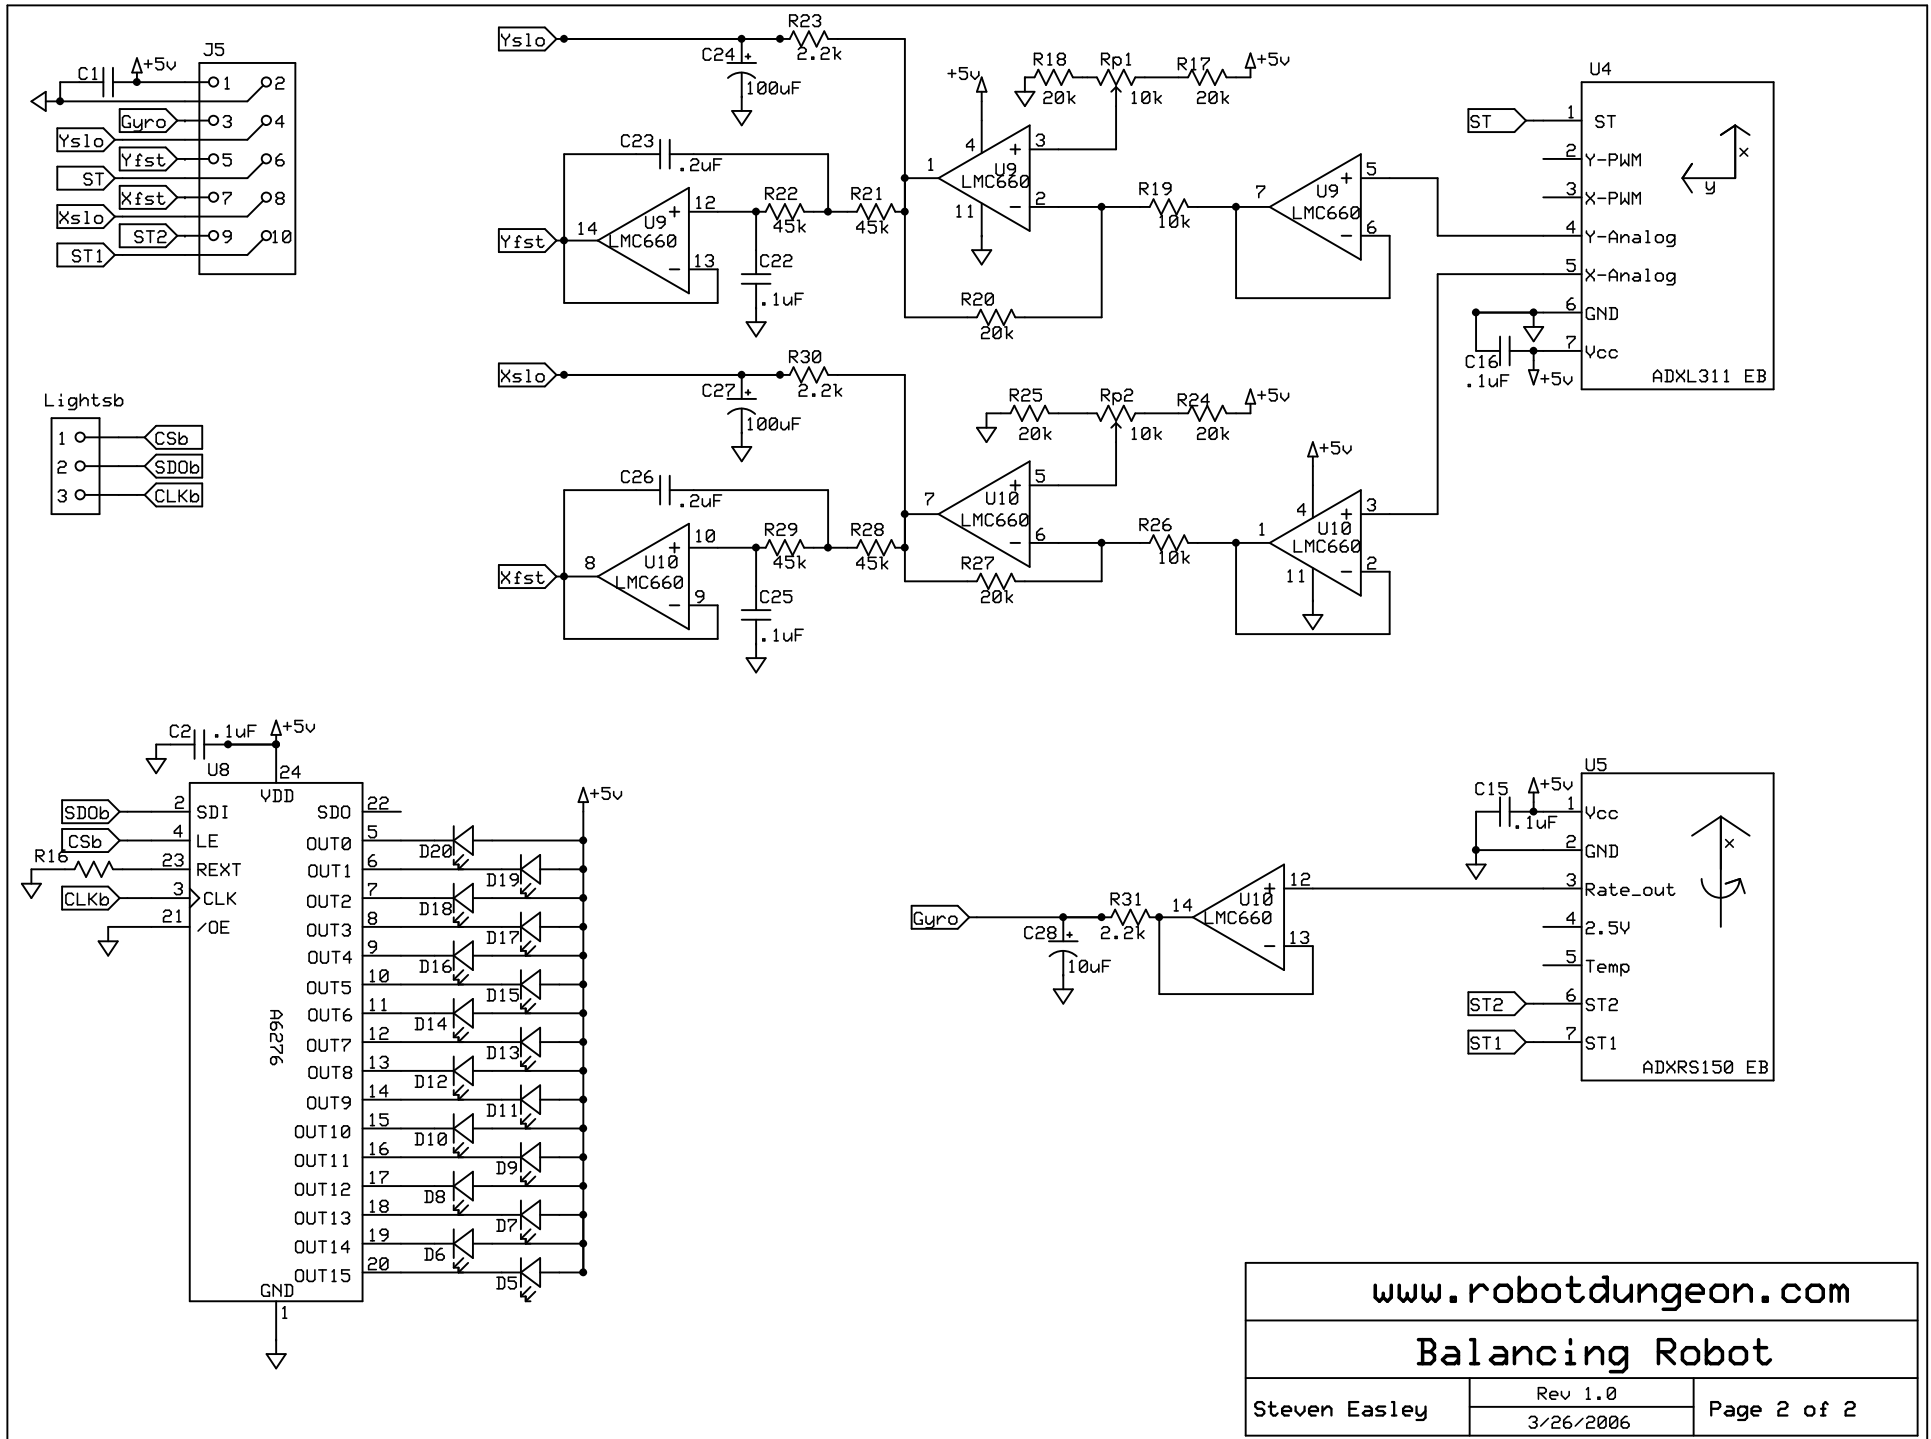 J5
C1
+5v
1
2
Gyro
3
4
Yslo
Yfst
5
6
ST
Xfst
7
8
Xslo
ST2
9
10
ST1
Lightsb
1
CSb
2
SDOb
3
CLKb
Yslo
R23
2.2k
C24
+
100uF
C23
.2uF
Yfst
14
U9
LMC660
+
12
-
13
R22
45k
R21
45k
C22
.1uF
+5v
4
1
U9
LMC660
+
3
-
2
11
R18
20k
Rp1
10k
R17
20k
+5v
R19
10k
R20
20k
7
U9
LMC660
+
5
-
6
U4
ST
1
ST
2
Y-PWM
3
X-PWM
4
Y-Analog
5
X-Analog
6
GND
7
Vcc
x
y
C16
.1uF
+5v
ADXL311 EB
Xslo
R30
2.2k
C27
+
100uF
C26
.2uF
Xfst
8
U10
LMC660
+
10
-
9
R29
45k
R28
45k
C25
.1uF
7
U10
LMC660
+
5
-
6
R25
20k
Rp2
10k
R24
20k
+5v
R26
10k
R27
20k
+5v
4
1
U10
LMC660
+
3
-
2
11
C2
.1uF
+5v
U8
24
VDD
SDOb
2
SDI
CSb
4
LE
R16
23
REXT
CLKb
3
CLK
21
/OE
A6276
GND
1
SDO
22
+5v
OUT0
5
D20
OUT1
6
D19
OUT2
7
D18
OUT3
8
D17
OUT4
9
D16
OUT5
10
D15
OUT6
11
D14
OUT7
12
D13
OUT8
13
D12
OUT9
14
D11
OUT10
15
D10
OUT11
16
D9
OUT12
17
D8
OUT13
18
D7
OUT14
19
D6
OUT15
20
D5
Gyro
C28
+
10uF
R31
2.2k
14
U10
LMC660
+
12
-
13
U5
C15
.1uF
+5v
1
Vcc
2
GND
3
Rate_out
4
2.5V
5
Temp
ST2
6
ST2
ST1
7
ST1
x
ADXRS150 EB
www.robotdungeon.com
Balancing Robot
Steven Easley
Rev 1.0
3/26/2006
Page 2 of 2